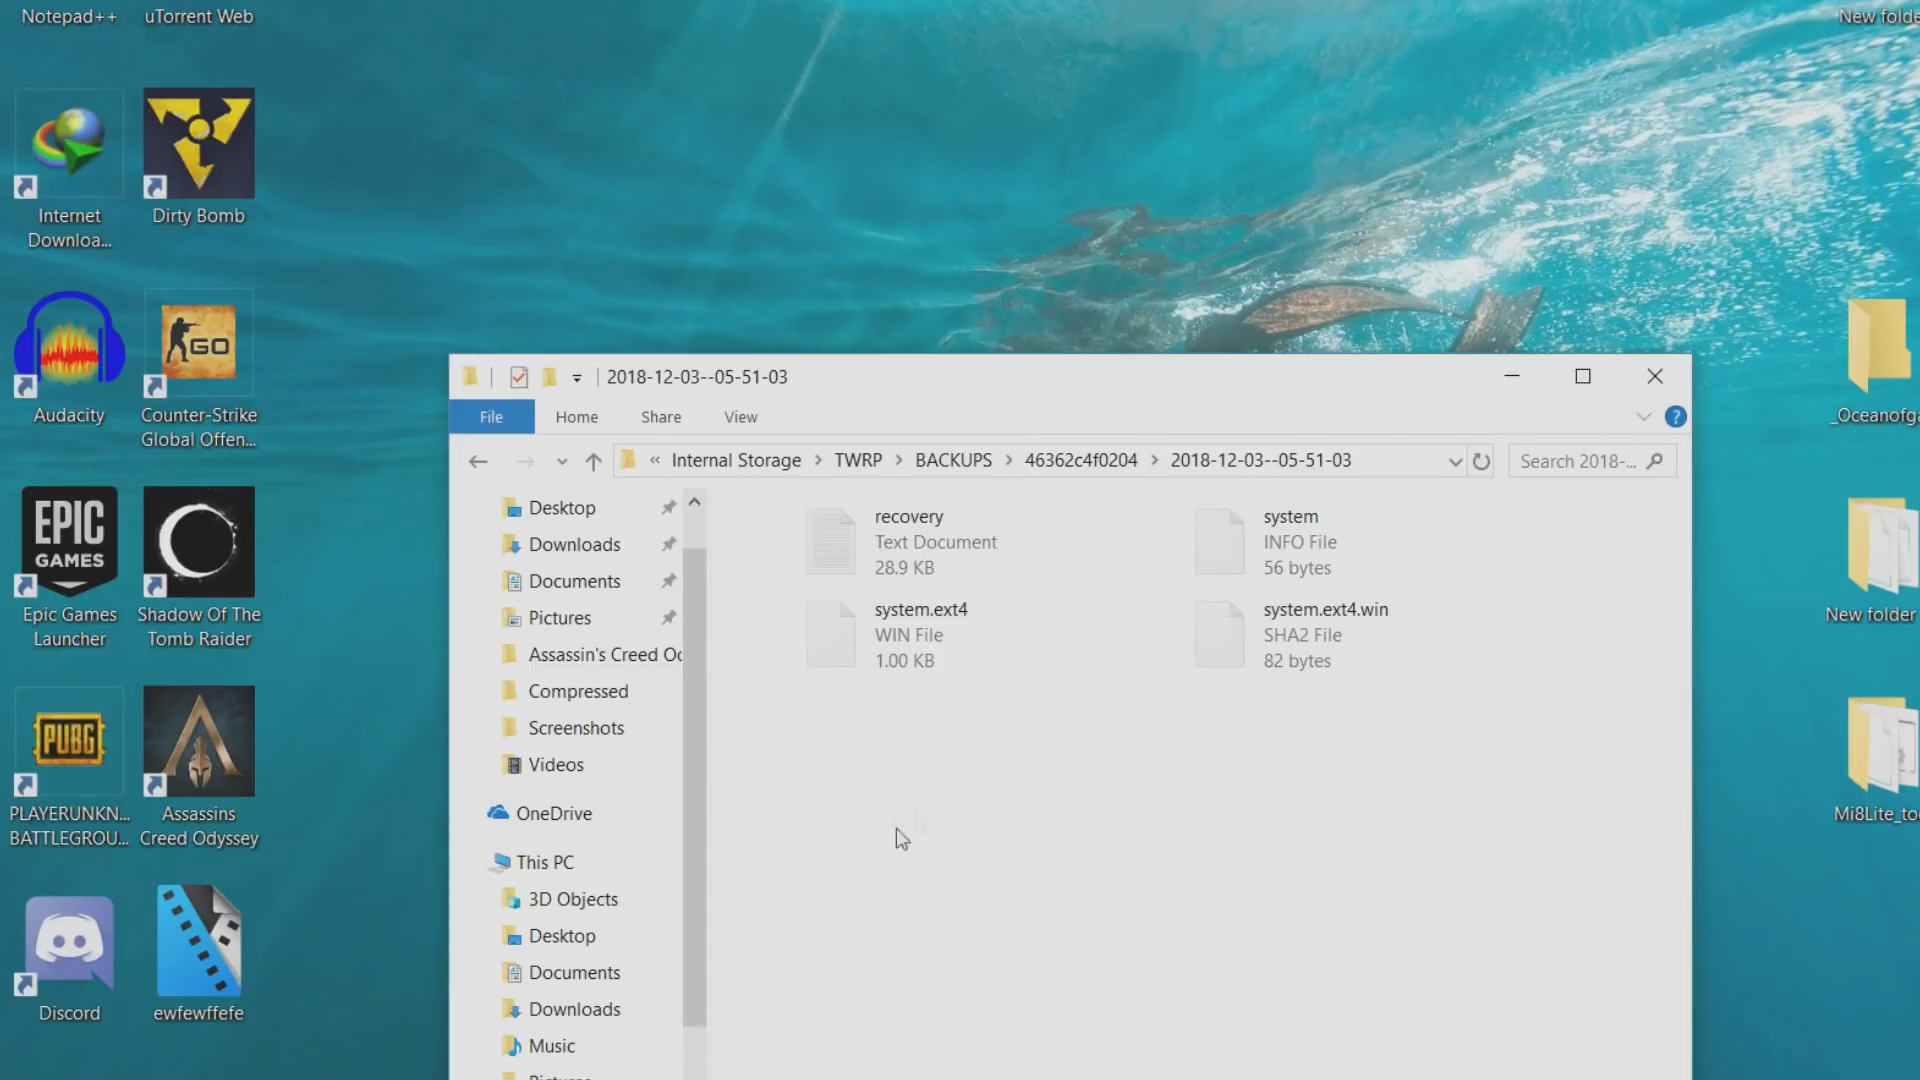 Notepad++
uTorrent Web
New folde
Internet
Downloa...
Dirty Bomb
Audacity
GO
Counter-Strike
Global Offen...
_Oceanofga
EPIC
GAMES
Epic Games
Launcher
Shadow Of The
Tomb Raider
New folder
PUBG
PLAYERUNKN...
BATTLEGROU...
Assassins
Creed Odyssey
Mi8Lite_too
Discord
ewfewffefe
2018-12-03--05-51-03
File
Home
Share
View
?
« Internal Storage > TWRP > BACKUPS > 46362c4f0204 > 2018-12-03--05-51-03
Search 2018-...
Desktop
Downloads
Documents
Pictures
Assassin's Creed Od
Compressed
Screenshots
Videos
OneDrive
This PC
3D Objects
Desktop
Documents
Downloads
Music
Pictures
recovery
Text Document
28.9 KB
system
INFO File
56 bytes
system.ext4
WIN File
1.00 KB
system.ext4.win
SHA2 File
82 bytes